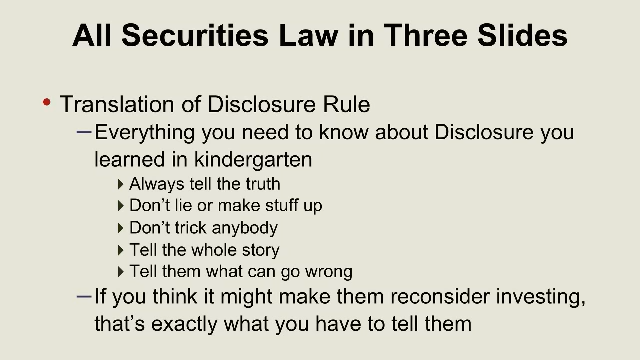 All Securities Law in Three Slides
• Translation of Disclosure Rule
–Everything you need to know about Disclosure you
learned in kindergarten
Always tell the truth
Don't lie or make stuff up
Don't trick anybody
Tell the whole story
Tell them what can go wrong
–If you think it might make them reconsider investing,
that's exactly what you have to tell them